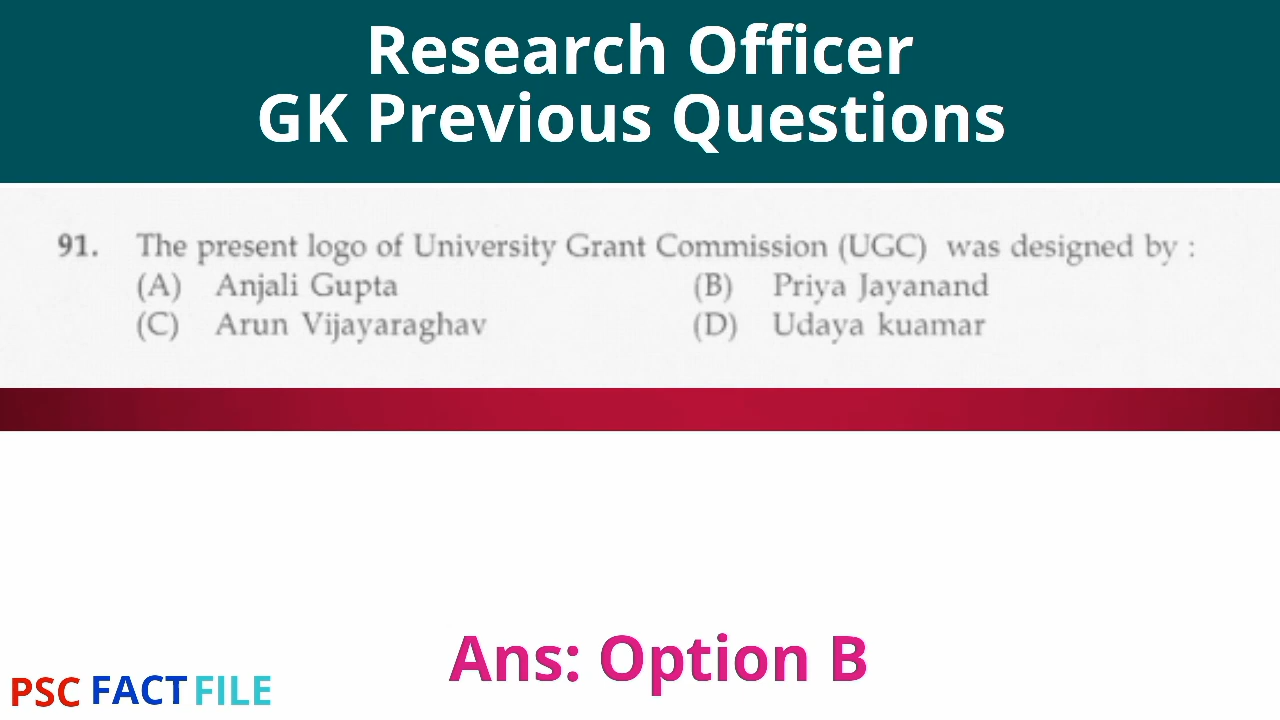 Research Officer
GK Previous Questions
91. The present logo of University Grant Commission (UGC) was designed by :
(A) Anjali Gupta (B) Priya Jayanand
(C) Arun Vijayaraghav (D) Udaya kuamar
Ans: Option B
PSC FACT FILE